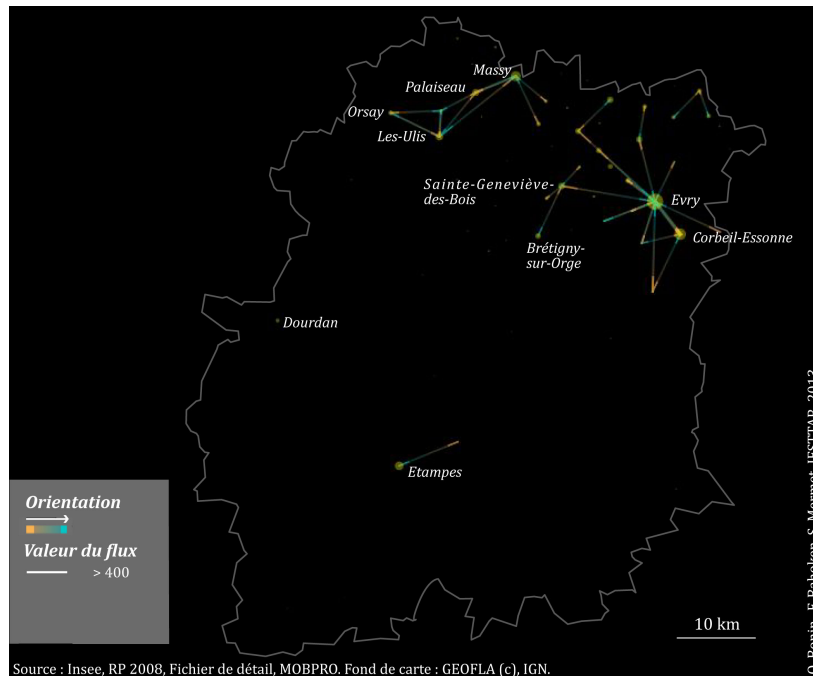 Massy
Palaiseau
Orsay
Les-Ulis
Sainte-Geneviève-
des-Bois
Evry
Corbeil-Essonne
Brétigny-
sur-Orge
Dourdan
Etampes
Orientation
Valeur du flux
> 400
10 km
Source : Insee, RP 2008, Fichier de détail, MOBPRO. Fond de carte : GEOFLA (c), IGN.
2013